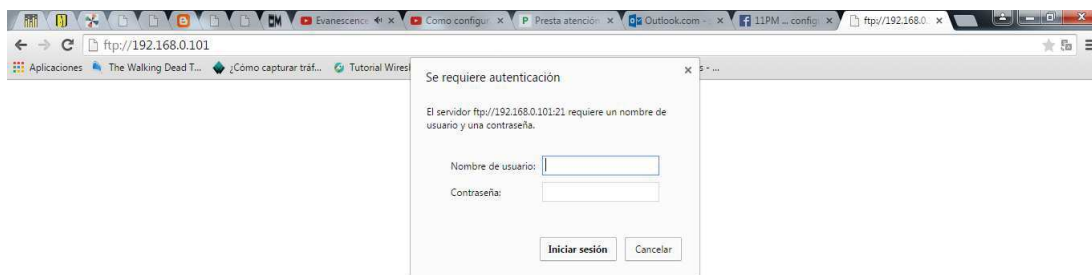 EM Evanescence Como configur Presta atención Outlook.com - 11PM ... config ftp://192.168.0.
ftp://192.168.0.101
Aplicaciones The Walking Dead T... ¿Cómo capturar tráf... Tutorial Wiresl s - ...
Se requiere autenticación
El servidor ftp://192.168.0.101:21 requiere un nombre de
usuario y una contraseña.
Nombre de usuario:
Contraseña:
Iniciar sesión Cancelar